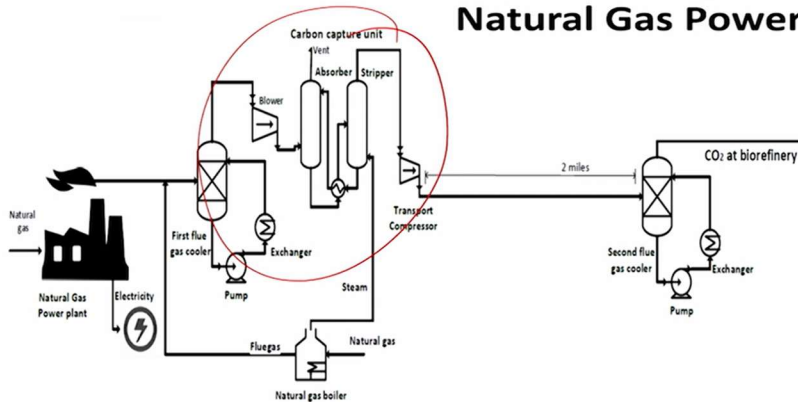 Natural Gas Power
Carbon capture unit
Vent
Absorber
Stripper
Blower
2 miles
CO₂ at biorefinery
Natural
gas
First flue
gas cooler
Exchanger
Transport
Compressor
Second flue
gas cooler
Exchanger
Natural Gas
Power plant
Electricity
Pump
Steam
Pump
Fluegas
Natural gas
Natural gas boiler